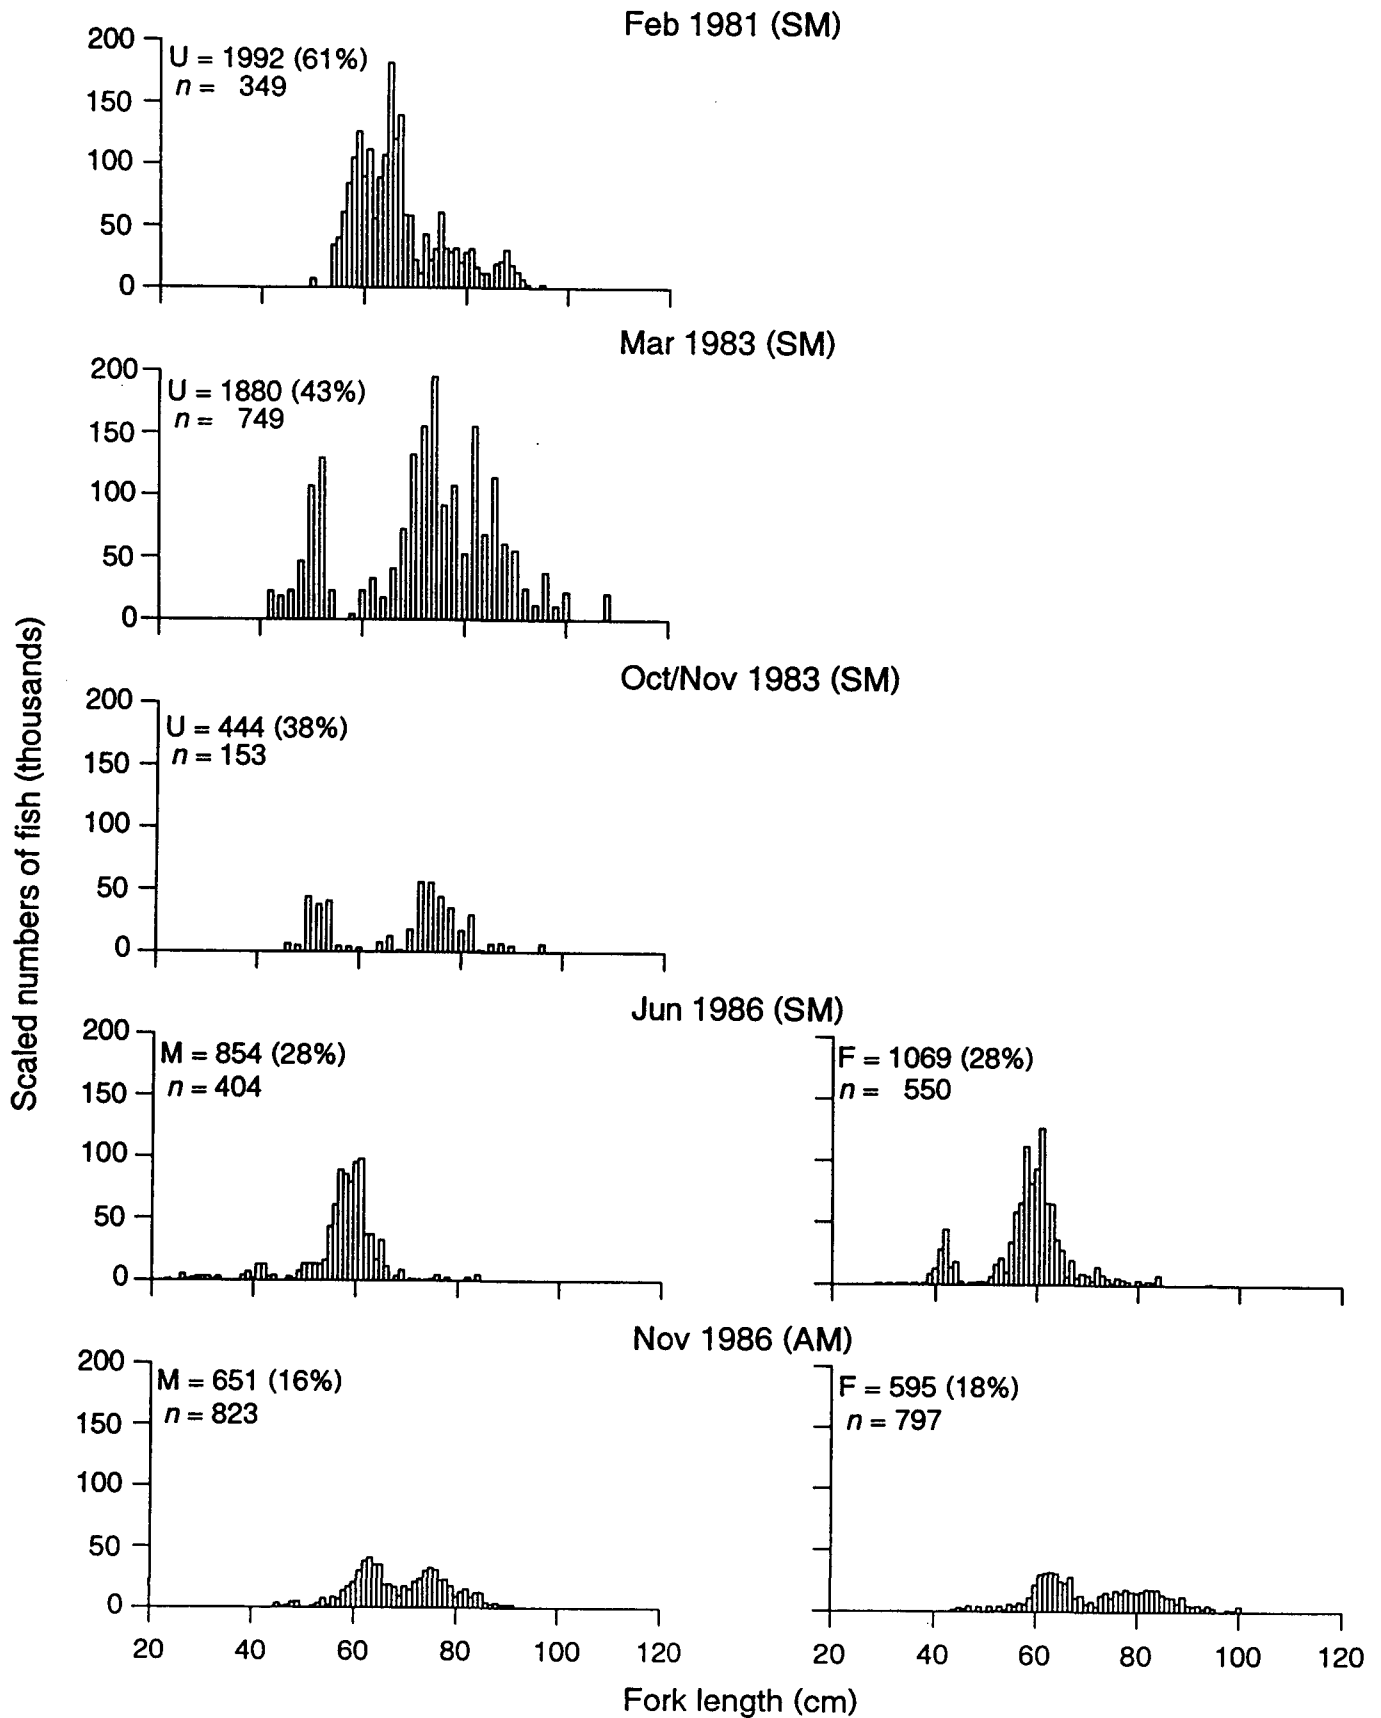 Feb 1981 (SM)
200
U = 1992 (61%)
n = 349
150
100
50
0
Mar 1983 (SM)
200
U = 1880 (43%)
n = 749
150
100
50
0
Oct/Nov 1983 (SM)
200
U = 444 (38%)
n = 153
150
100
50
0
Scaled numbers of fish (thousands)
Jun 1986 (SM)
200
M = 854 (28%)
n = 404
150
100
50
0
F = 1069 (28%)
n = 550
Nov 1986 (AM)
200
M = 651 (16%)
n = 823
150
100
50
0
F = 595 (18%)
n = 797
20 40 60 80 100 120
20 40 60 80 100 120
Fork length (cm)